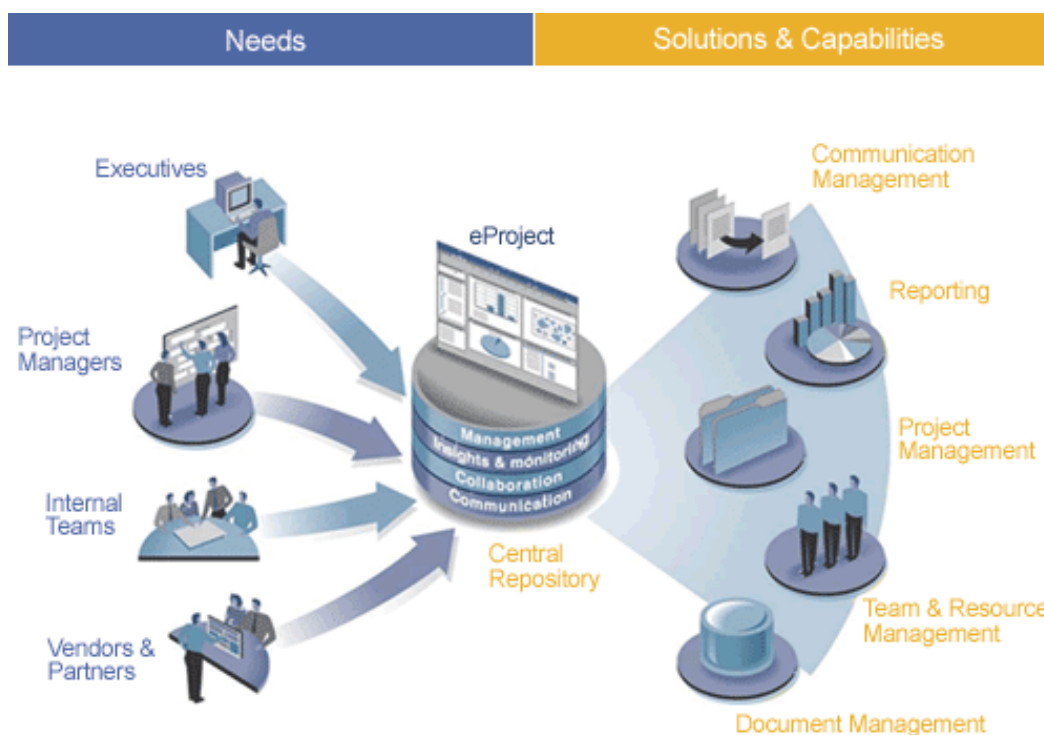 Needs
Solutions & Capabilities
Executives
Project
Managers
Internal
Teams
Vendors &
Partners
eProject
Management
Insights & monitoring
Collaboration
Communication
Central
Repository
Communication
Management
Reporting
Project
Management
Team & Resource
Management
Document Management